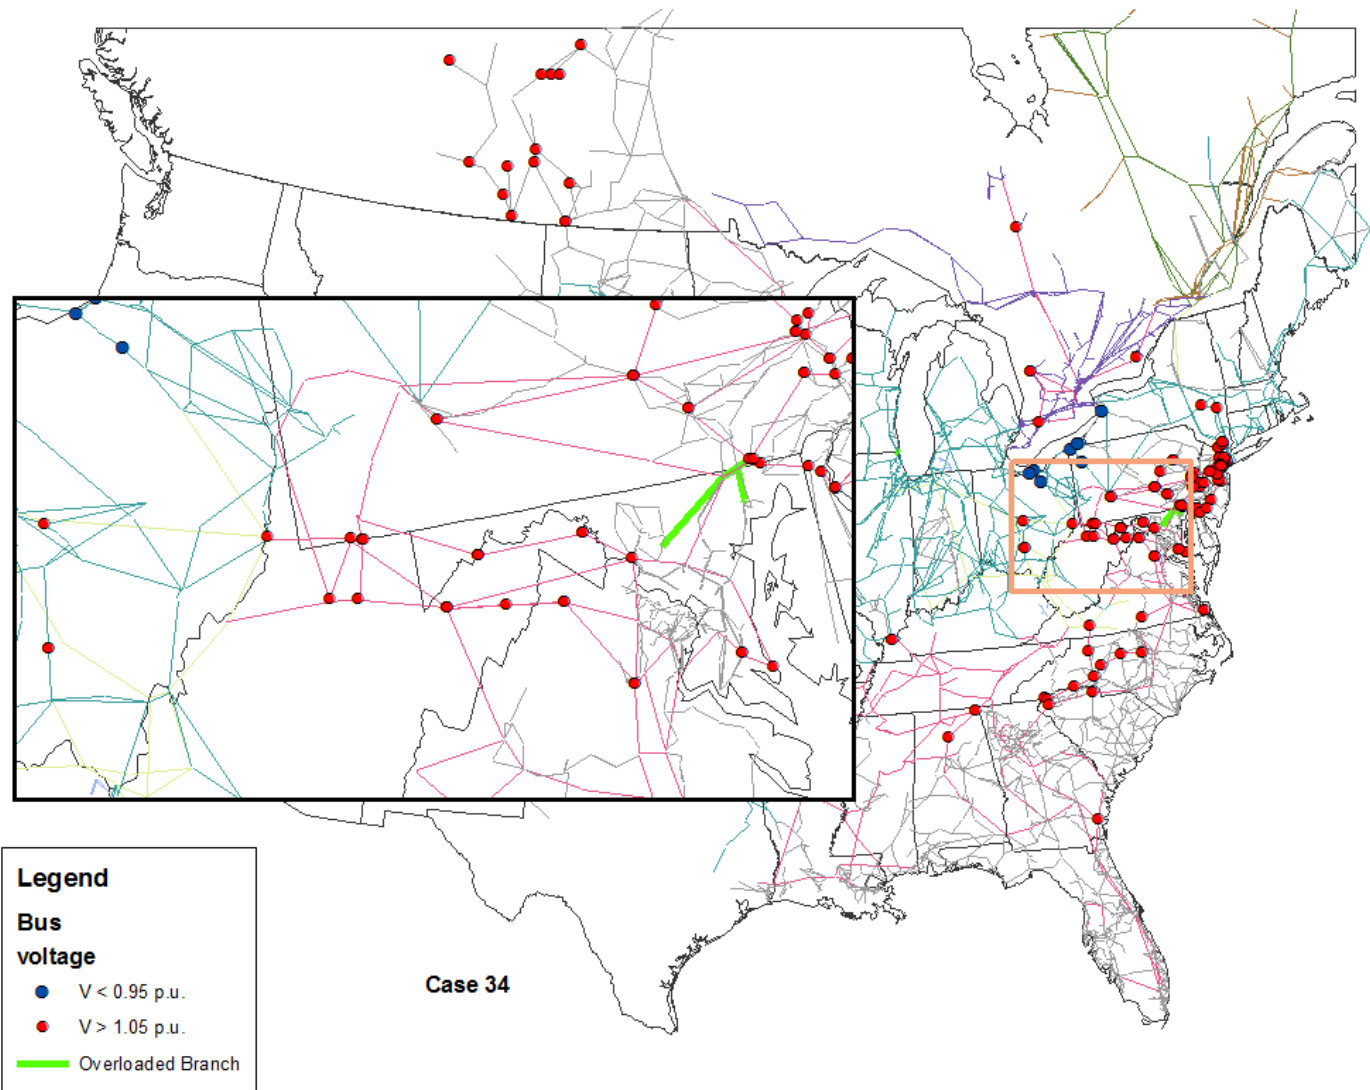 Case 34
Legend
Bus
voltage
V < 0.95 p.u.
V > 1.05 p.u.
Overloaded Branch